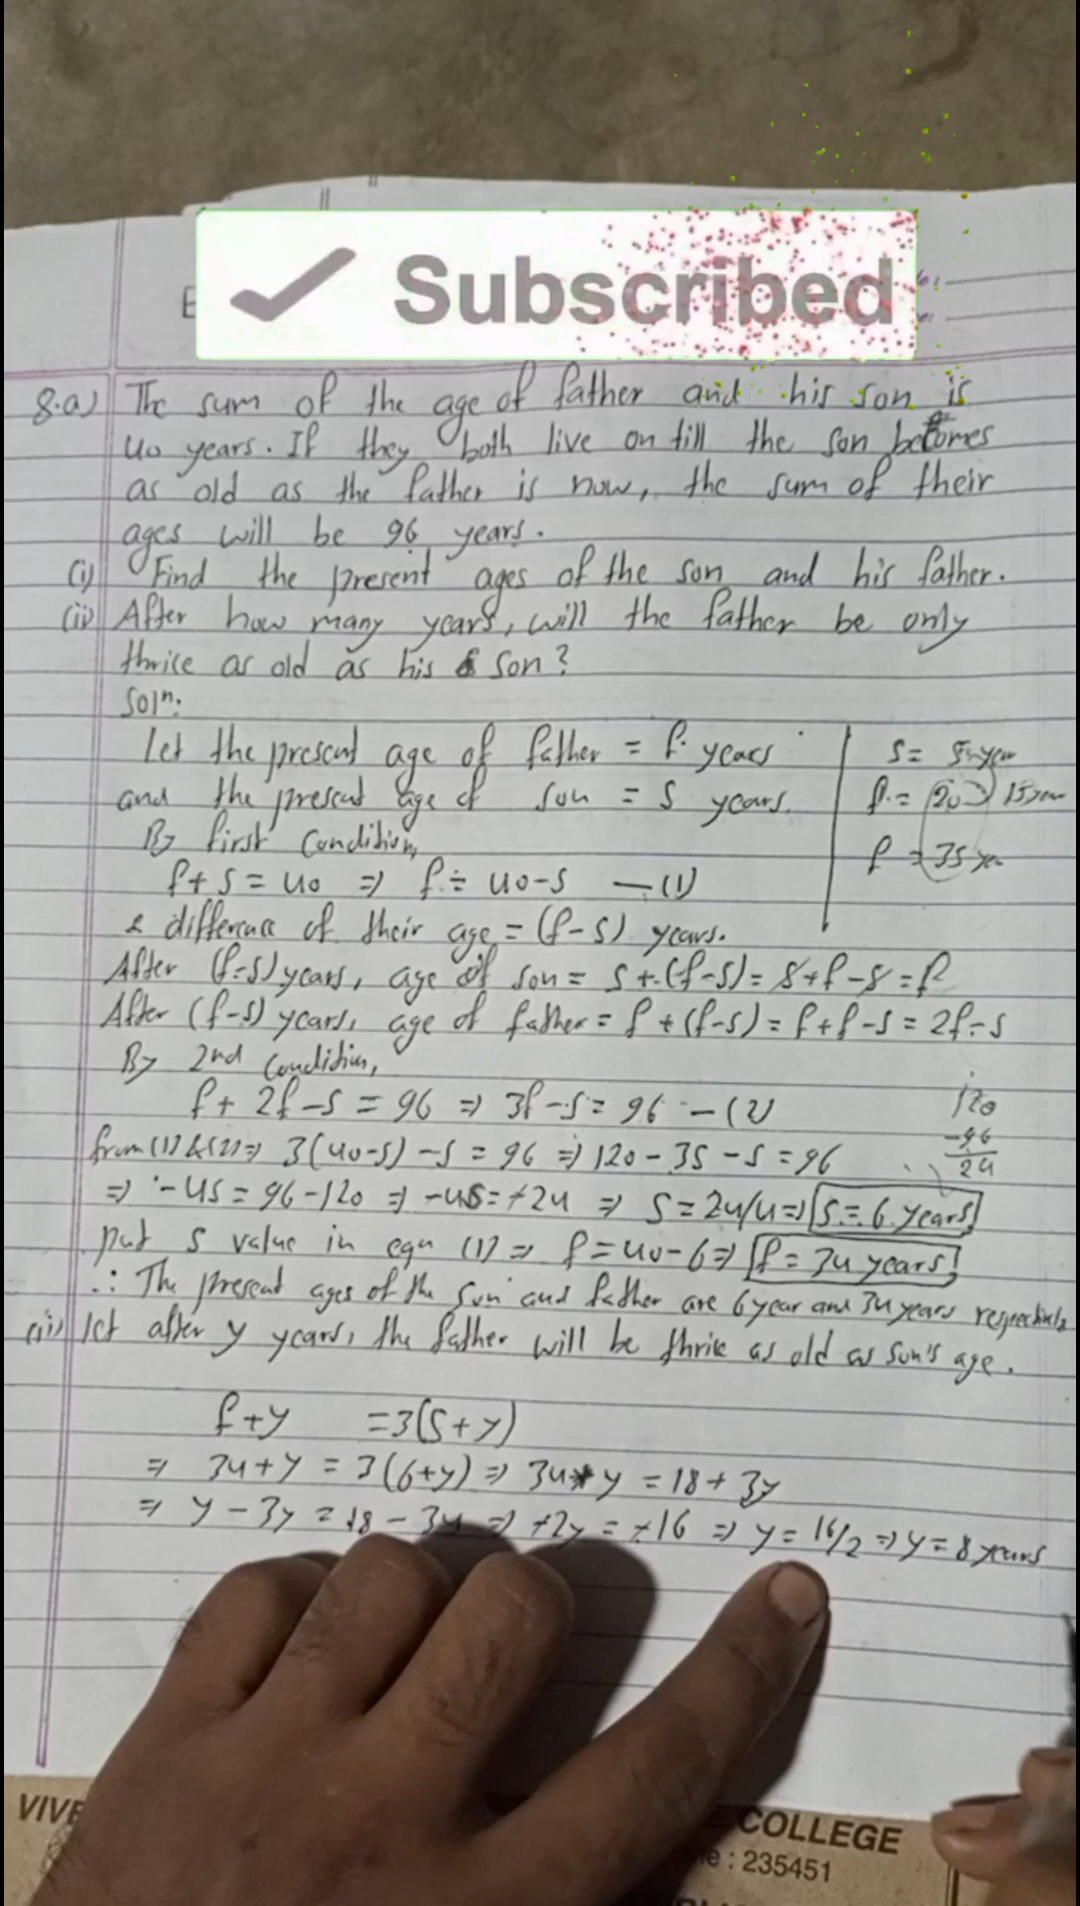 Subscribed
8.a) The sum of the age of father and his son is
40 years. If they both live on till the son becomes
as old as the father is now, the sum of their
ages will be 96 years.
(i) Find the present ages of the son and his father.
(ii) After how many years, will the father be only
thrice as old as his son?
Soln:
Let the present age of father = f years
and the present age of son = s years.
s = 5 year
f = 20 15 year
f = 35 yea
By first Condition,
f + s = 40 ⇒ f = 40-s —(1)
& difference of their age = (f-s) years.
After (f-s) years, age of son = s+(f-s) = s+f-s = f
After (f-s) years, age of father = f+(f-s) = f+f-s = 2f-s
By 2nd Condition,
f + 2f-s = 96 ⇒ 3f-s = 96 -(2)
120
-96
24
from (1) & (2) ⇒ 3(40-s) -s = 96 ⇒ 120-3s-s = 96
⇒ -4s = 96-120 ⇒ -4s = -24 ⇒ s = 24/4 ⇒ s = 6 years
put s value in eqn (1) ⇒ f = 40-6 ⇒ f = 34 years
∴ The present ages of the son and father are 6 year and 34 years respectively
(ii) let after y years, the father will be thrice as old as son's age.
f+y = 3(s+y)
⇒ 34+y = 3(6+y) ⇒ 34+y = 18+3y
⇒ y-3y = 18-34 ⇒ -2y = -16 ⇒ y = 16/2 ⇒ y = 8 years
VIVE
COLLEGE
: 235451